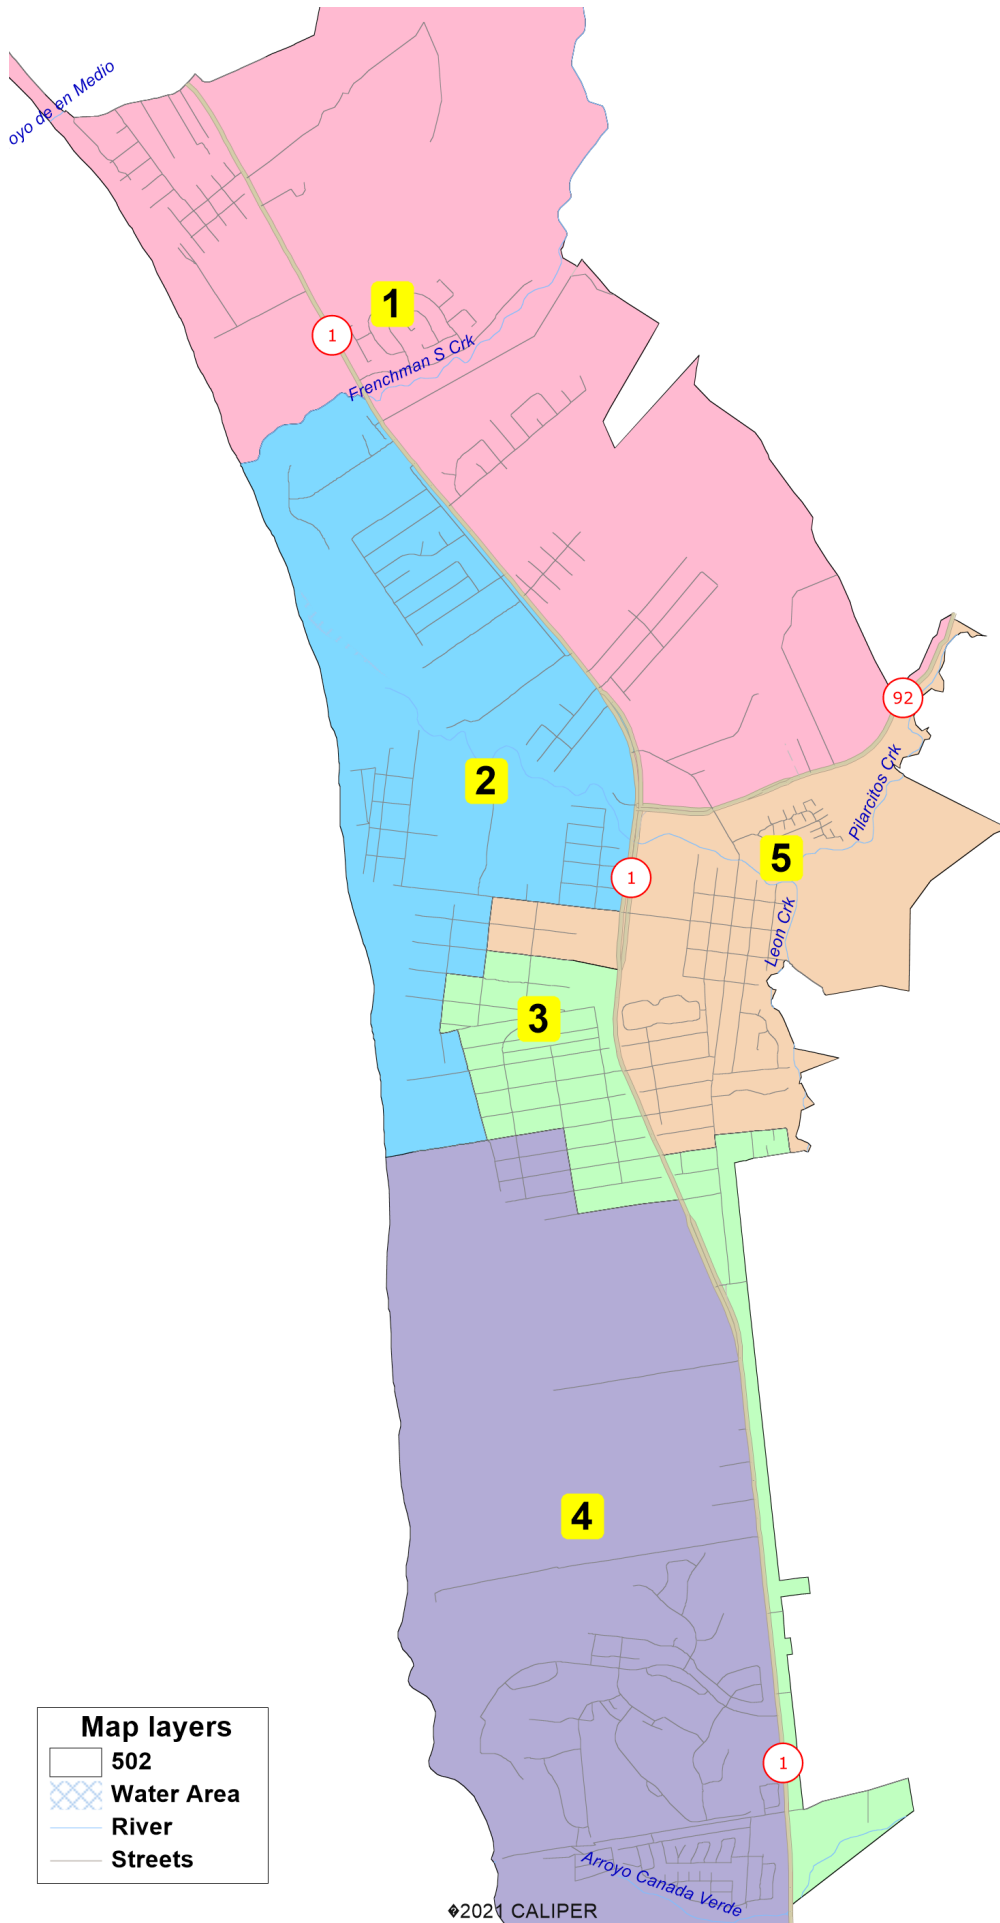 oyo de en Medio
1
1
Frenchman S Crk
92
Pilarcitos Crk
2
5
1
Leon Crk
3
4
1
Map layers
502
Water Area
River
Streets
Arroyo Canada Verde
�2021 CALIPER